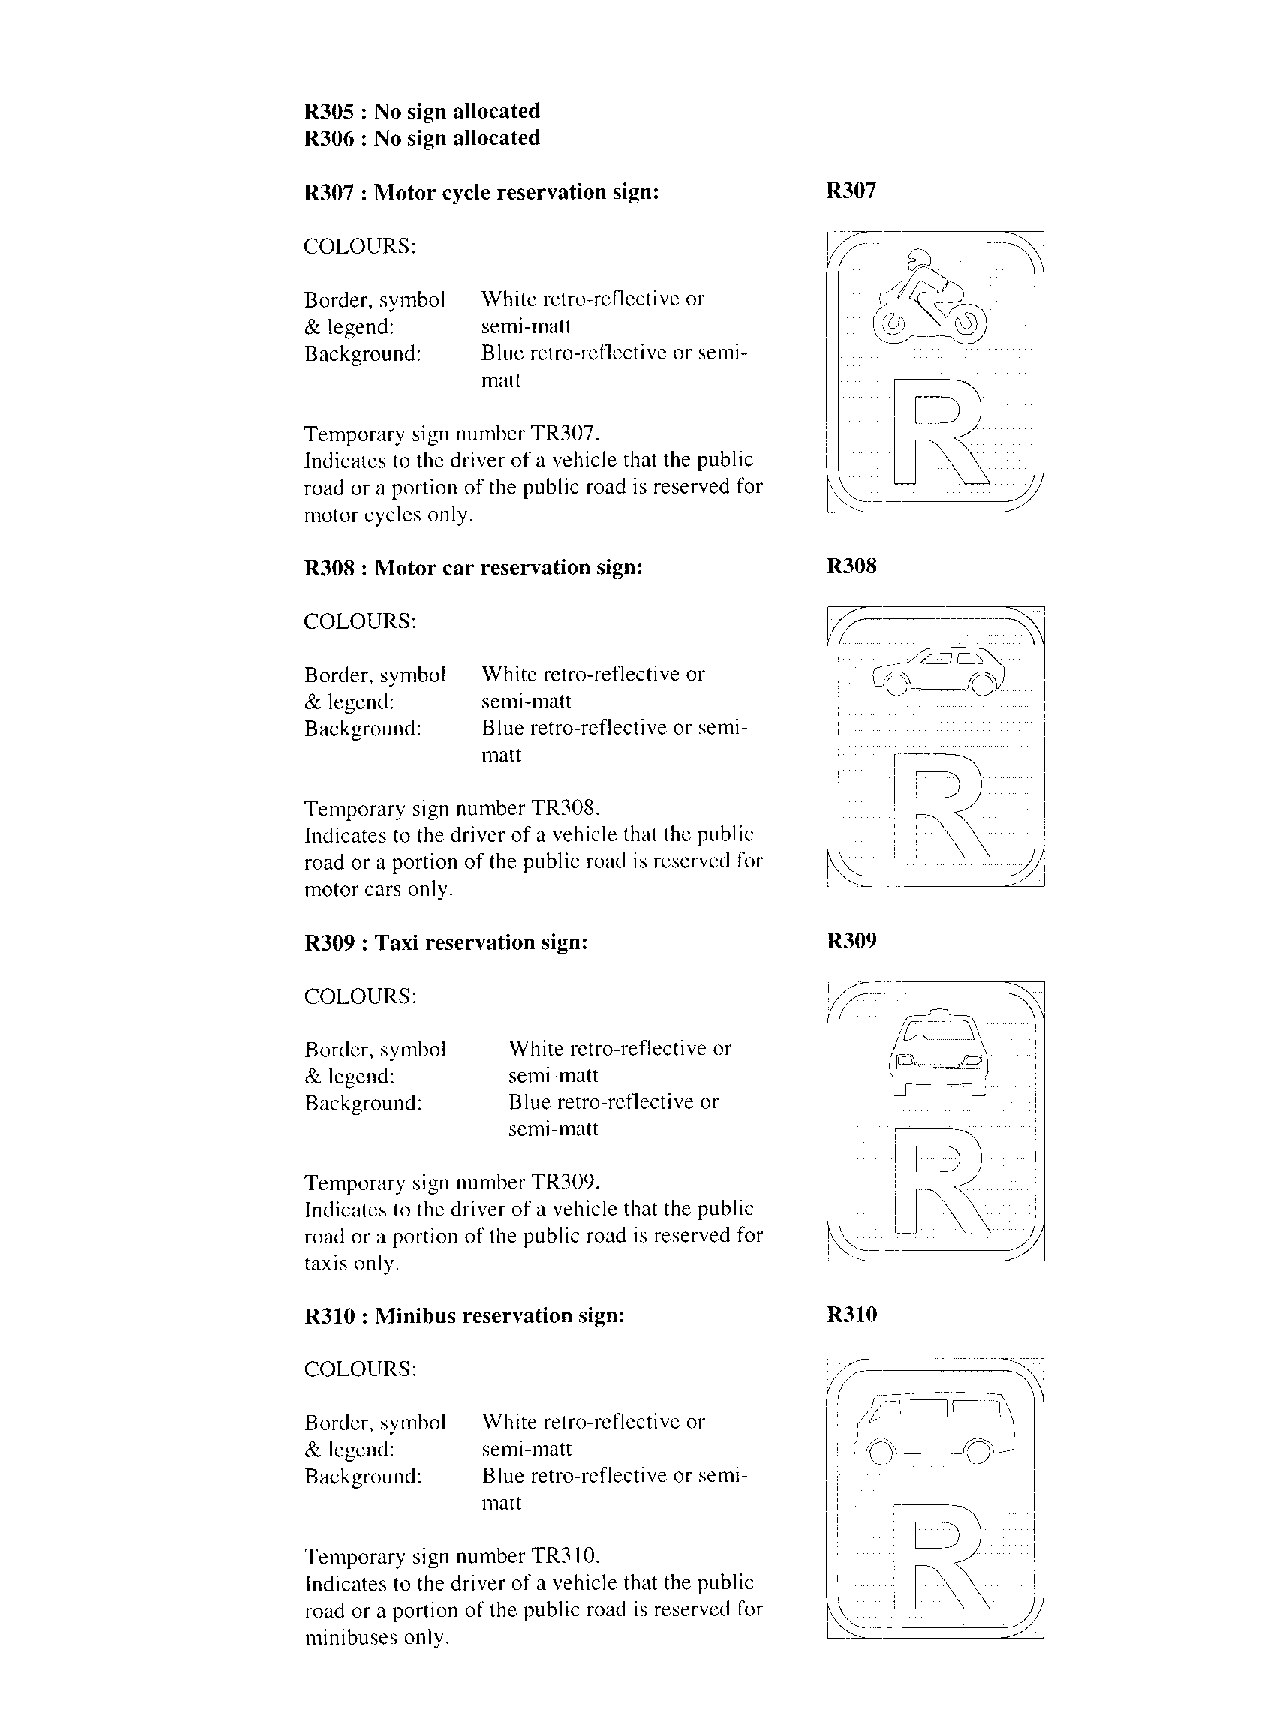 R305 : No sign allocated
R306 : No sign allocated
R307 : Motor cycle reservation sign:
R307
COLOURS:
Border, symbol White retro-reflective or
& legend: semi-matt
Background: Blue retro-reflective or semi-
matt
Temporary sign number TR307.
Indicates to the driver of a vehicle that the public
road or a portion of the public road is reserved for
motor cycles only.
R
R308 : Motor car reservation sign:
R308
COLOURS:
Border, symbol White retro-reflective or
& legend: semi-matt
Background: Blue retro-reflective or semi-
matt
Temporary sign number TR308.
Indicates to the driver of a vehicle that the public
road or a portion of the public road is reserved for
motor cars only.
R
R309 : Taxi reservation sign:
R309
COLOURS:
Border, symbol White retro-reflective or
& legend: semi-matt
Background: Blue retro-reflective or
semi-matt
Temporary sign number TR309.
Indicates to the driver of a vehicle that the public
road or a portion of the public road is reserved for
taxis only.
R
R310 : Minibus reservation sign:
R310
COLOURS:
Border, symbol White retro-reflective or
& legend: semi-matt
Background: Blue retro-reflective or semi-
matt
Temporary sign number TR310.
Indicates to the driver of a vehicle that the public
road or a portion of the public road is reserved for
minibuses only.
R